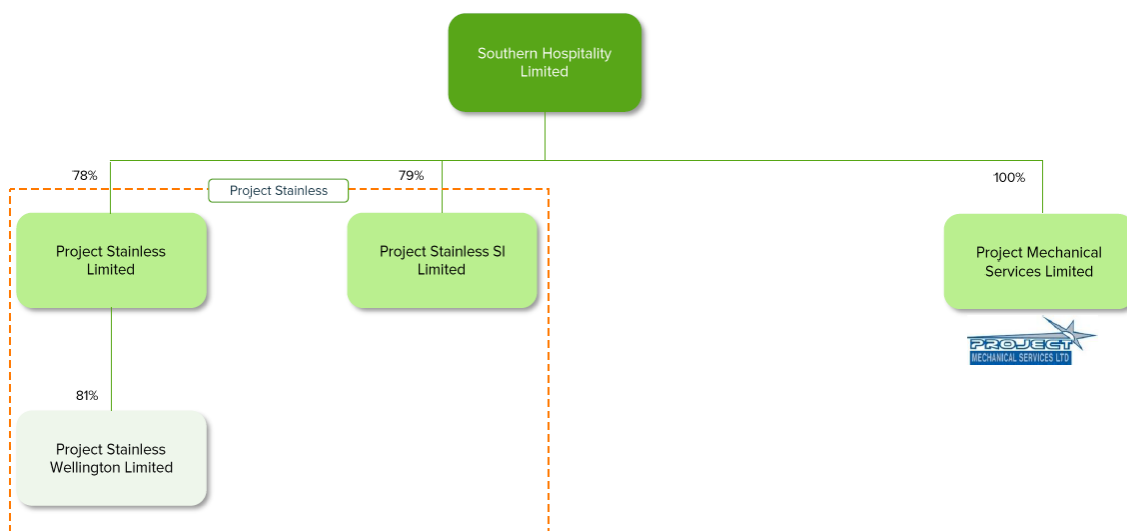 Southern Hospitality
Limited
78%
79%
100%
Project Stainless
Project Stainless
Limited
Project Stainless SI
Limited
Project Mechanical
Services Limited
PROJECT
MECHANICAL SERVICES LTD
81%
Project Stainless
Wellington Limited